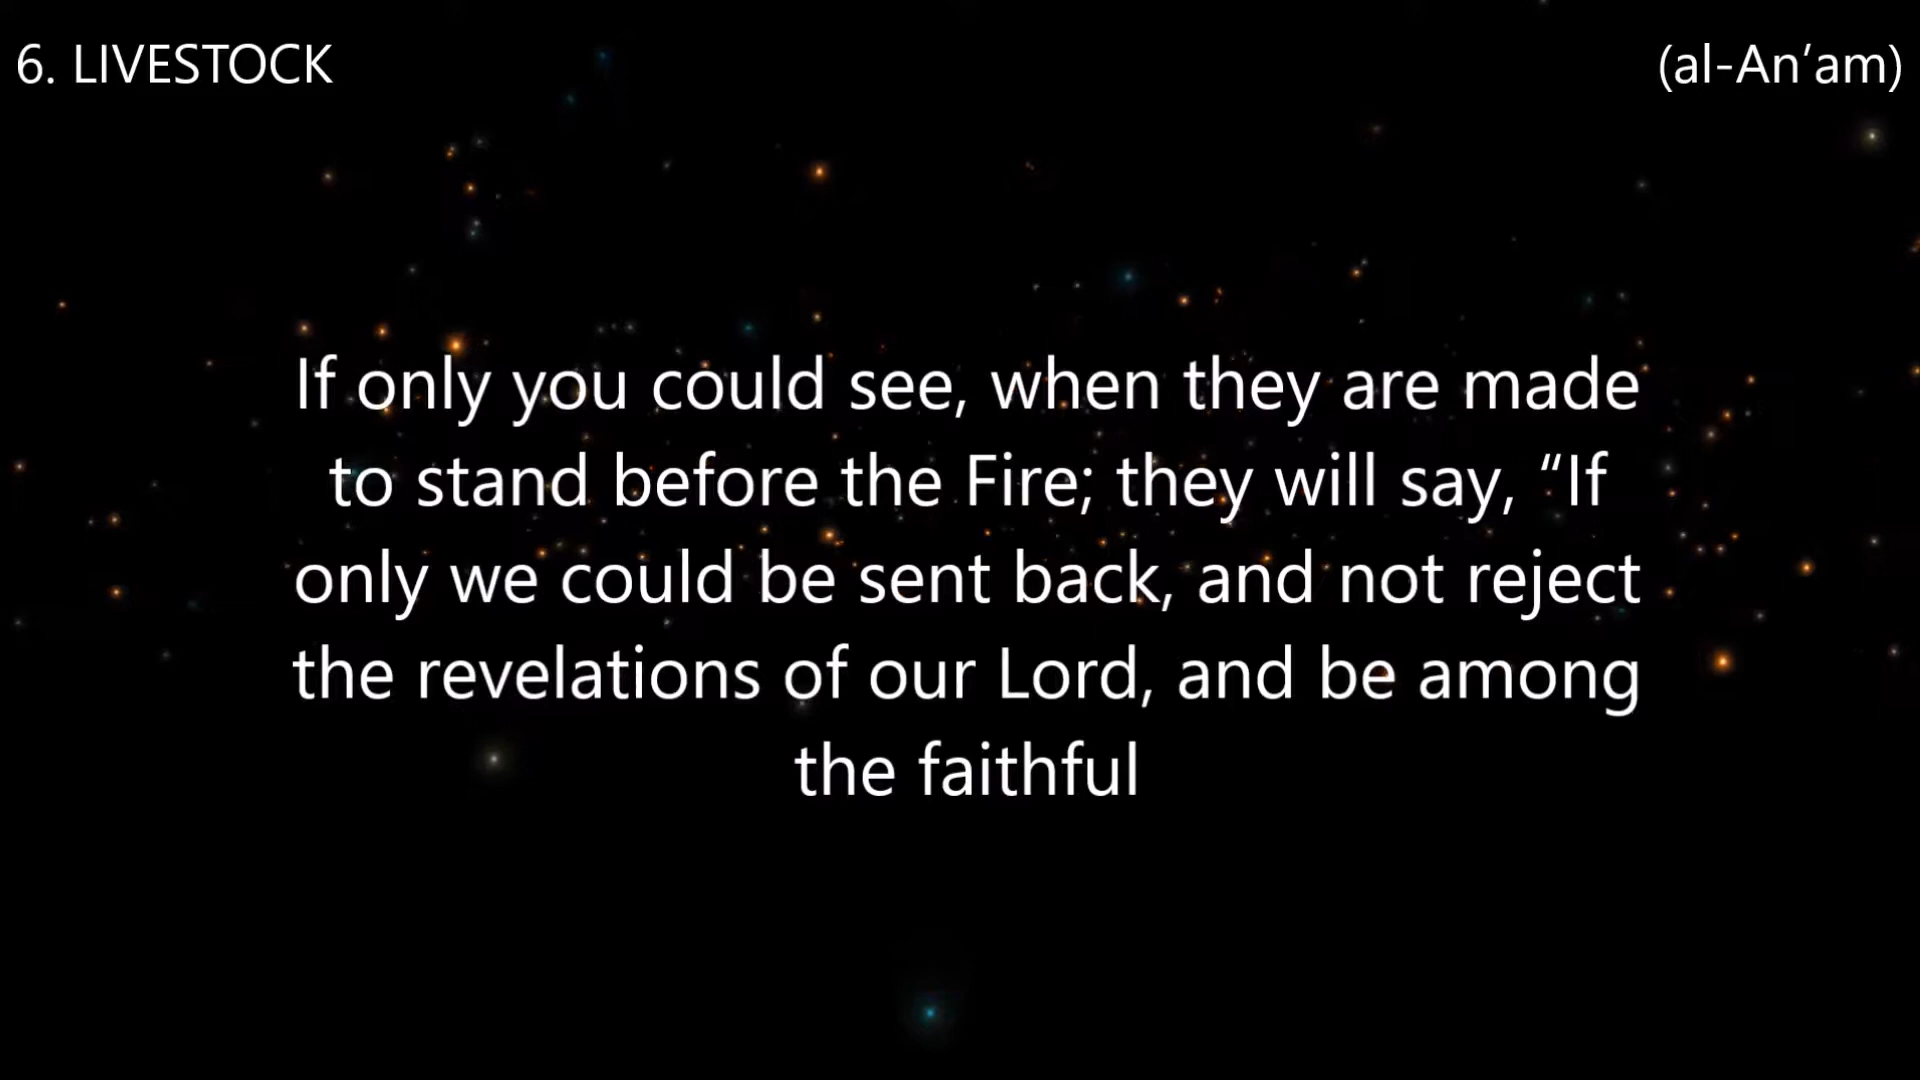 6. LIVESTOCK
(al-An’am)
If only you could see, when they are made
to stand before the Fire; they will say, “If
only we could be sent back, and not reject
the revelations of our Lord, and be among
the faithful